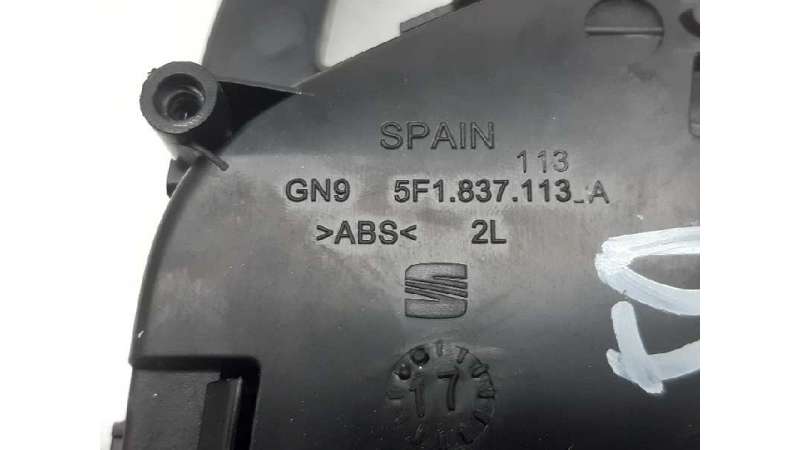 SPAIN
113
GN9 5F1.837.113_A
>ABS< 2L
17